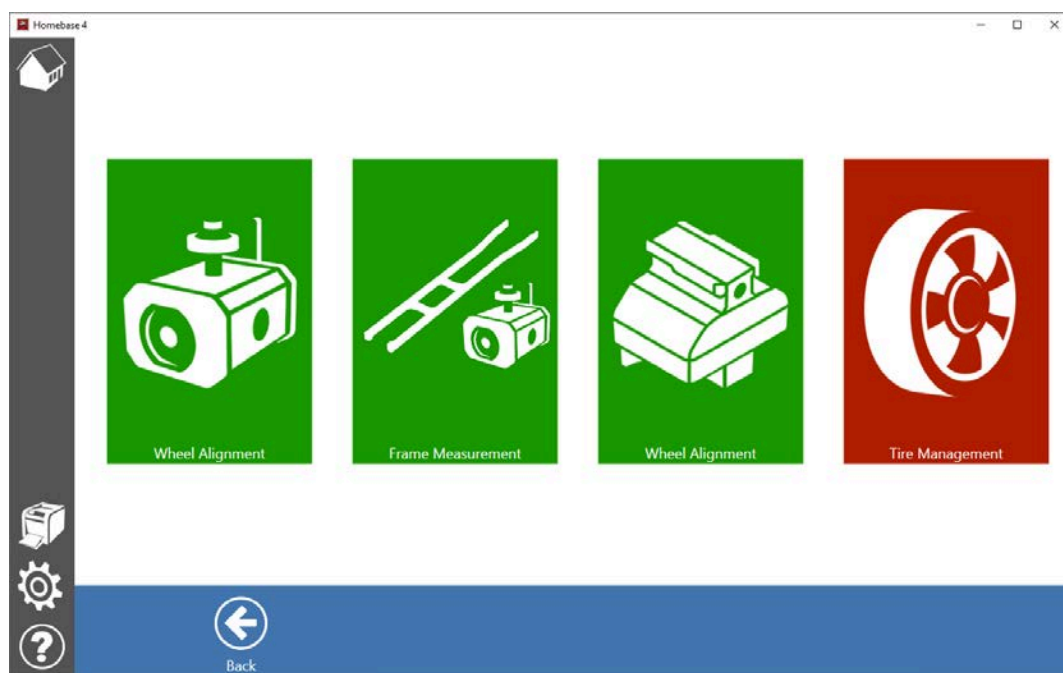 Homebase 4
Wheel Alignment
Frame Measurement
Wheel Alignment
Tire Management
?
Back